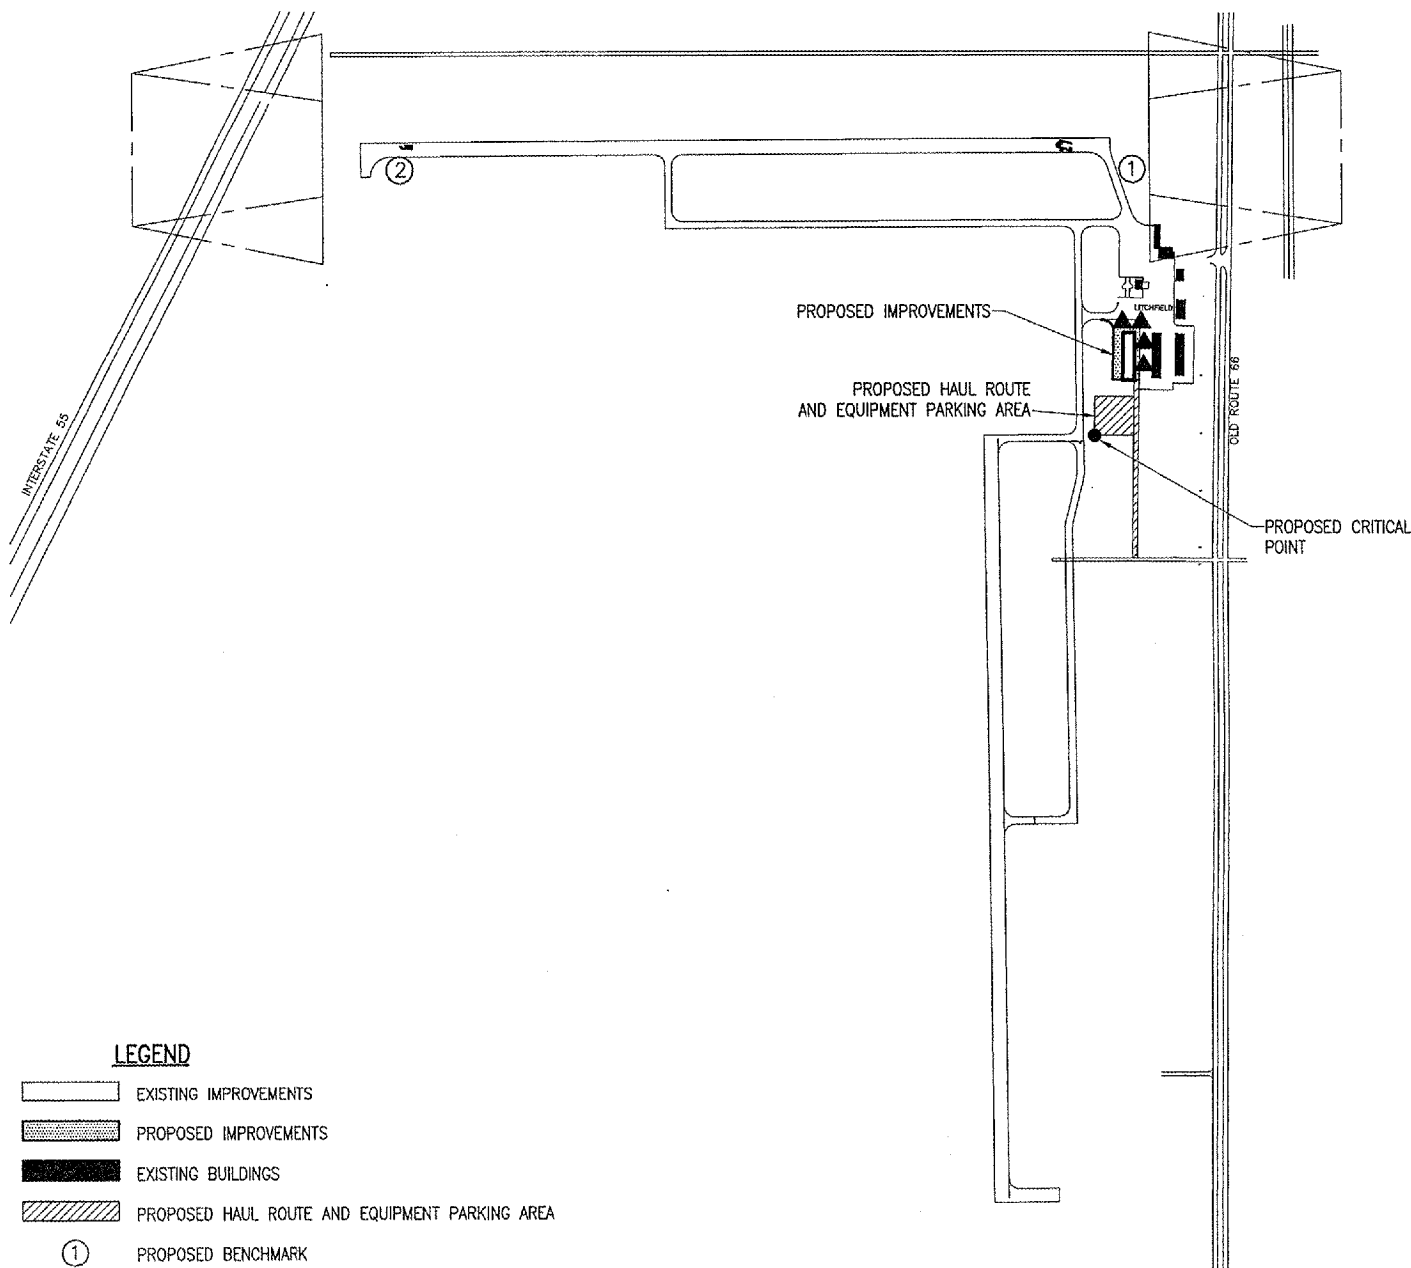 2
1
PROPOSED IMPROVEMENTS
LITCHFIELD
PROPOSED HAUL ROUTE
AND EQUIPMENT PARKING AREA
OLD ROUTE 66
INTERSTATE 55
PROPOSED CRITICAL
POINT
LEGEND
EXISTING IMPROVEMENTS
PROPOSED IMPROVEMENTS
EXISTING BUILDINGS
PROPOSED HAUL ROUTE AND EQUIPMENT PARKING AREA
1 PROPOSED BENCHMARK